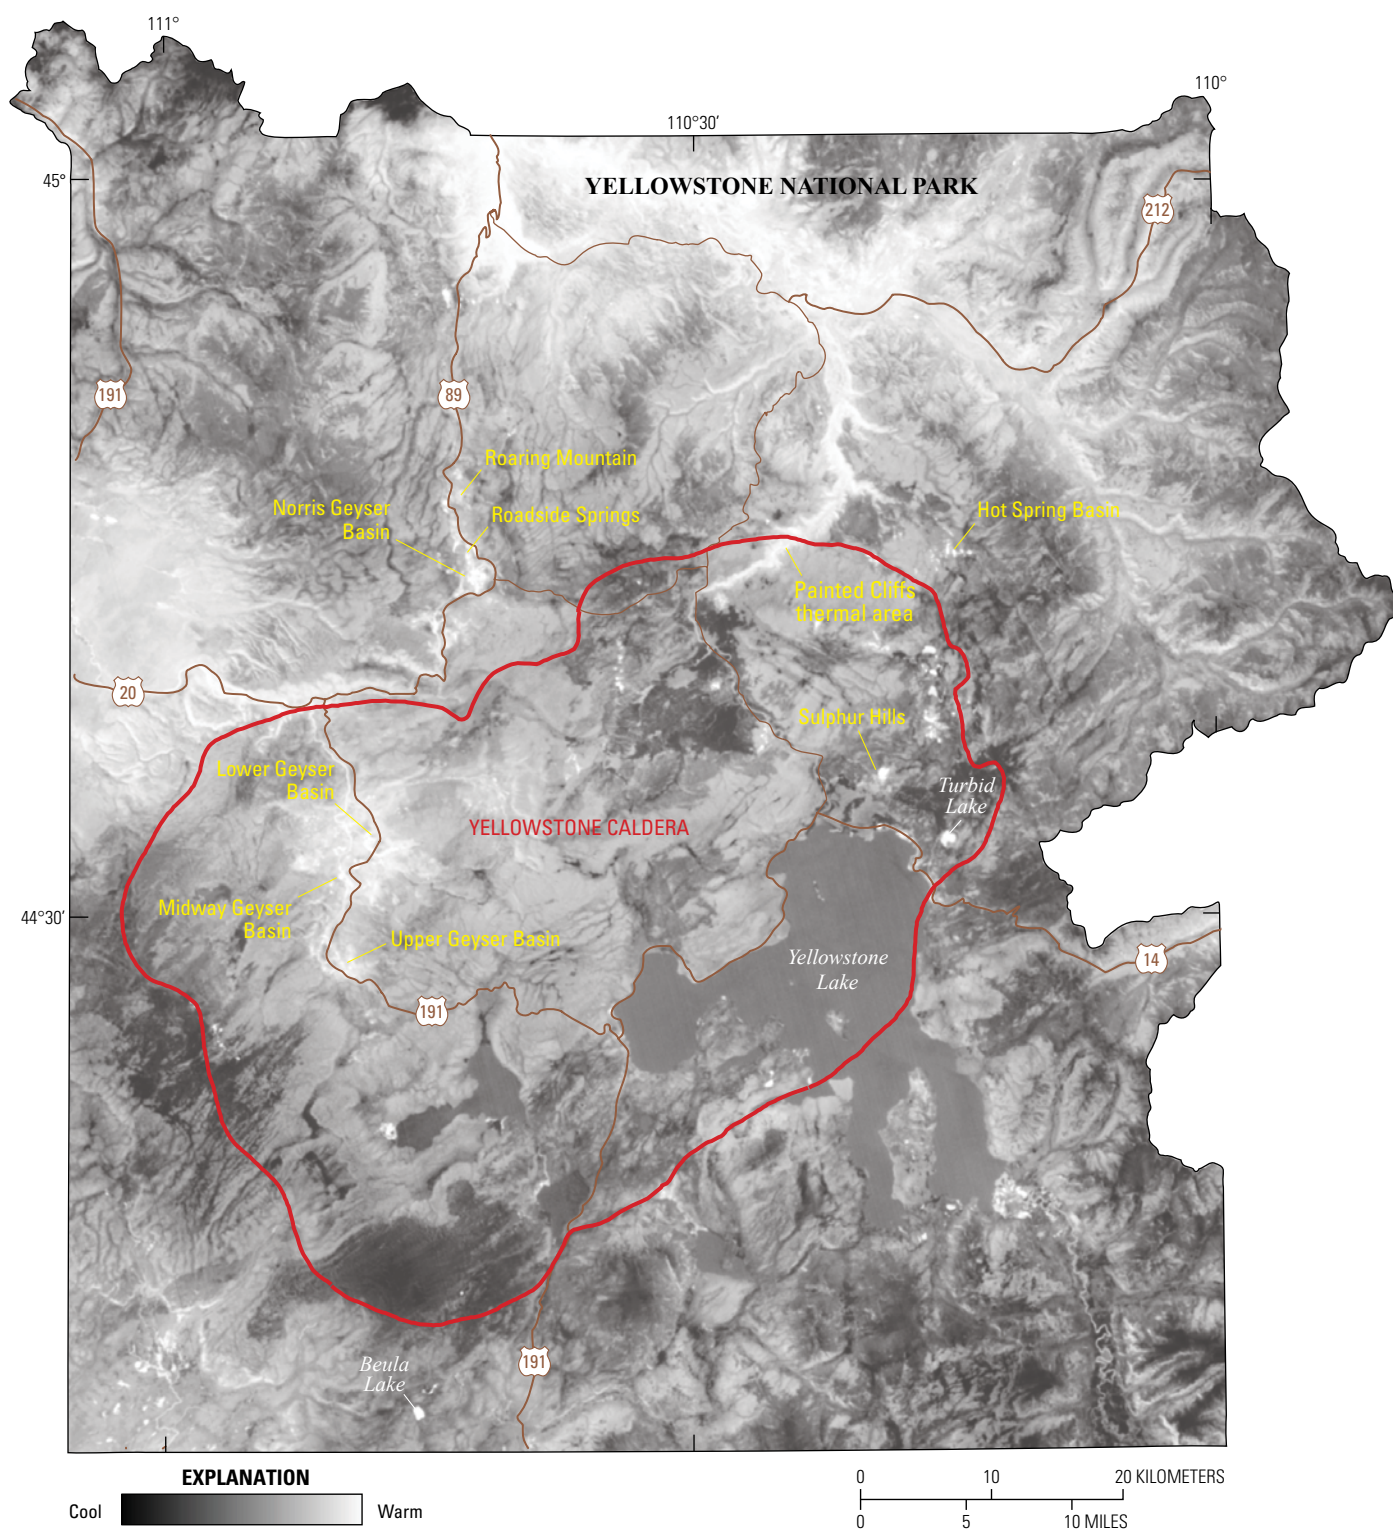 111°
110°
110°30'
45°
YELLOWSTONE NATIONAL PARK
212
191
89
Roaring Mountain
Norris Geyser
Basin
Roadside Springs
Hot Spring Basin
Painted Cliffs
thermal area
20
Sulphur Hills
Lower Geyser
Basin
Turbid
Lake
YELLOWSTONE CALDERA
44°30'
Midway Geyser
Basin
Upper Geyser Basin
Yellowstone
Lake
14
191
191
Beula
Lake
EXPLANATION
Cool
Warm
0 10 20 KILOMETERS
0 5 10 MILES